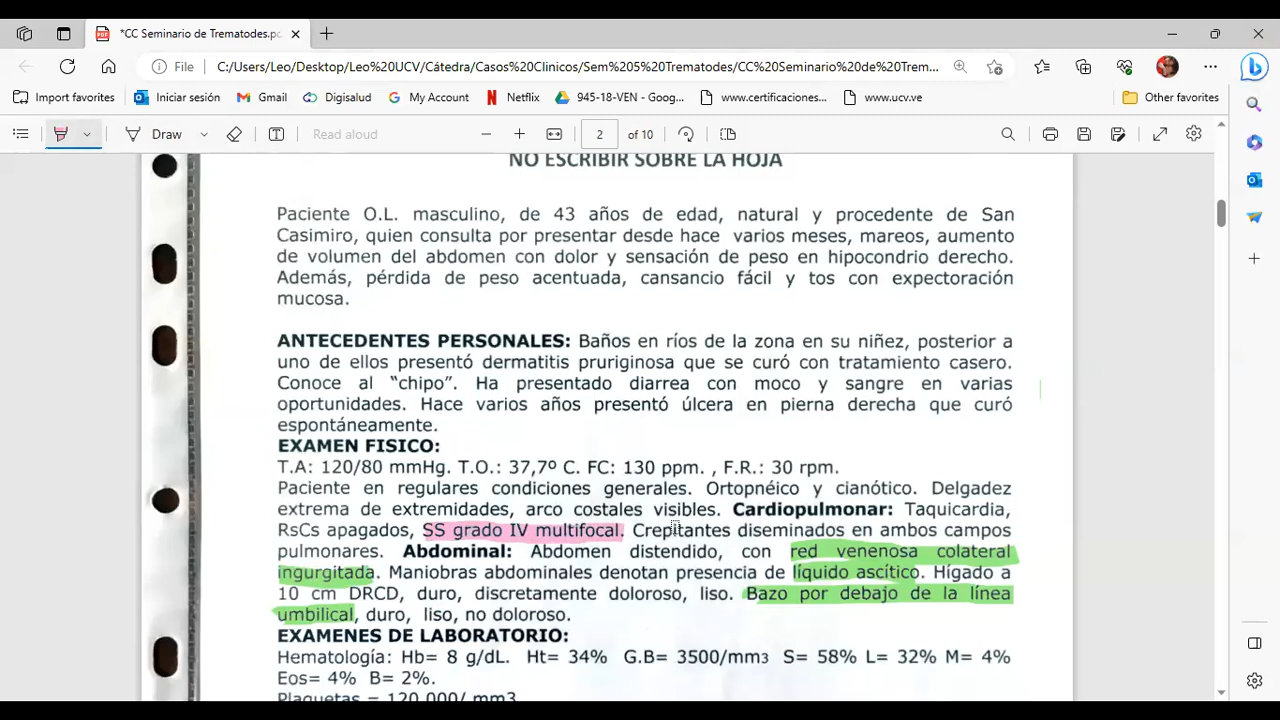 *CC Seminario de Trematodes.pc
File C:/Users/Leo/Desktop/Leo%20UCV/Cátedra/Casos%20Clinicos/Sem%205%20Trematodes/CC%20Seminario%20de%20Trem...
Import favorites Iniciar sesión Gmail Digisalud My Account Netflix 945-18-VEN - Goog... www.certificaciones... www.ucv.ve Other favorites
Draw Read aloud 2 of 10
NO ESCRIBIR SOBRE LA HOJA
Paciente O.L. masculino, de 43 años de edad, natural y procedente de San
Casimiro, quien consulta por presentar desde hace varios meses, mareos, aumento
de volumen del abdomen con dolor y sensación de peso en hipocondrio derecho.
Además, pérdida de peso acentuada, cansancio fácil y tos con expectoración
mucosa.
ANTECEDENTES PERSONALES: Baños en ríos de la zona en su niñez, posterior a
uno de ellos presentó dermatitis pruriginosa que se curó con tratamiento casero.
Conoce al "chipo". Ha presentado diarrea con moco y sangre en varias
oportunidades. Hace varios años presentó úlcera en pierna derecha que curó
espontáneamente.
EXAMEN FISICO:
T.A: 120/80 mmHg. T.O.: 37,7º C. FC: 130 ppm. , F.R.: 30 rpm.
Paciente en regulares condiciones generales. Ortopnéico y cianótico. Delgadez
extrema de extremidades, arco costales visibles. Cardiopulmonar: Taquicardia,
RsCs apagados, SS grado IV multifocal. Crepitantes diseminados en ambos campos
pulmonares. Abdominal: Abdomen distendido, con red venenosa colateral
ingurgitada. Maniobras abdominales denotan presencia de líquido ascítico. Hígado a
10 cm DRCD, duro, discretamente doloroso, liso. Bazo por debajo de la línea
umbilical, duro, liso, no doloroso.
EXAMENES DE LABORATORIO:
Hematología: Hb= 8 g/dL. Ht= 34% G.B= 3500/mm3 S= 58% L= 32% M= 4%
Eos= 4% B= 2%.
Plaquetas = 120.000/ mm3